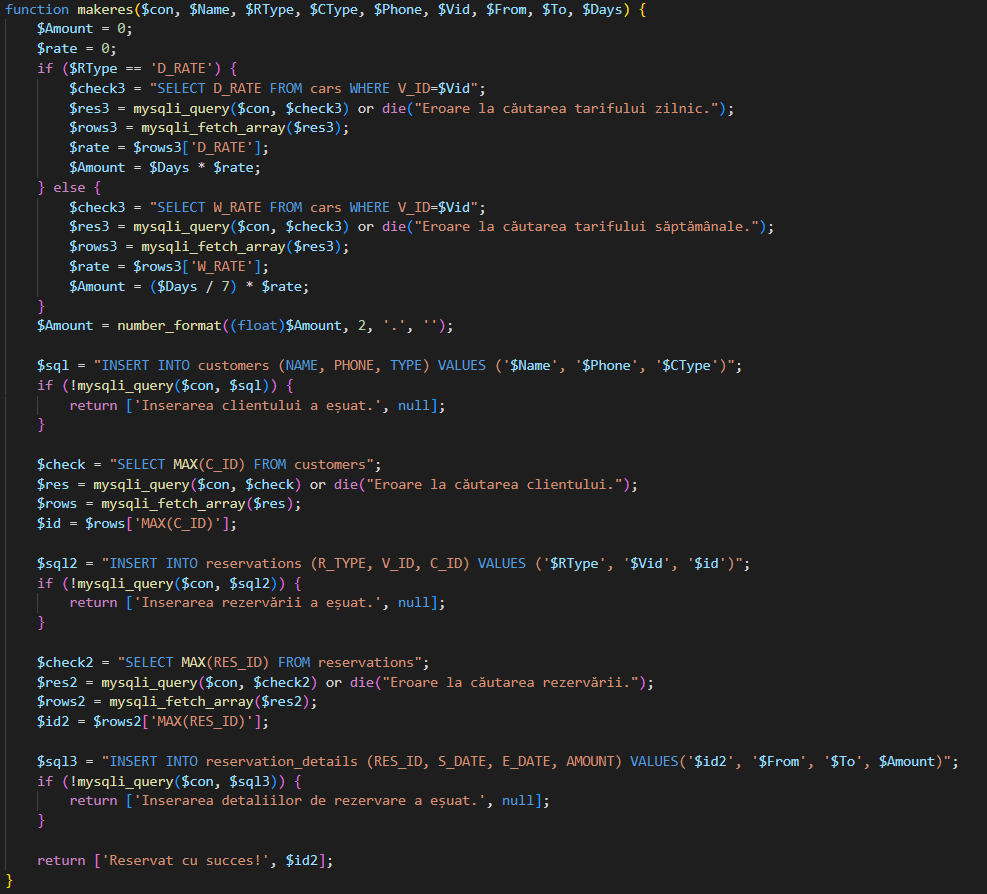 function makeres($con, $Name, $RType, $CType, $Phone, $Vid, $From, $To, $Days) {
    $Amount = 0;
    $rate = 0;
    if ($RType == 'D_RATE') {
        $check3 = "SELECT D_RATE FROM cars WHERE V_ID=$Vid";
        $res3 = mysqli_query($con, $check3) or die("Eroare la căutarea tarifului zilnic.");
        $rows3 = mysqli_fetch_array($res3);
        $rate = $rows3['D_RATE'];
        $Amount = $Days * $rate;
    } else {
        $check3 = "SELECT W_RATE FROM cars WHERE V_ID=$Vid";
        $res3 = mysqli_query($con, $check3) or die("Eroare la căutarea tarifului săptămânale.");
        $rows3 = mysqli_fetch_array($res3);
        $rate = $rows3['W_RATE'];
        $Amount = ($Days / 7) * $rate;
    }
    $Amount = number_format((float)$Amount, 2, '.', '');

    $sql = "INSERT INTO customers (NAME, PHONE, TYPE) VALUES ('$Name', '$Phone', '$CType')";
    if (!mysqli_query($con, $sql)) {
        return ['Inserarea clientului a eșuat.', null];
    }

    $check = "SELECT MAX(C_ID) FROM customers";
    $res = mysqli_query($con, $check) or die("Eroare la căutarea clientului.");
    $rows = mysqli_fetch_array($res);
    $id = $rows['MAX(C_ID)'];

    $sql2 = "INSERT INTO reservations (R_TYPE, V_ID, C_ID) VALUES ('$RType', '$Vid', '$id')";
    if (!mysqli_query($con, $sql2)) {
        return ['Inserarea rezervării a eșuat.', null];
    }

    $check2 = "SELECT MAX(RES_ID) FROM reservations";
    $res2 = mysqli_query($con, $check2) or die("Eroare la căutarea rezervării.");
    $rows2 = mysqli_fetch_array($res2);
    $id2 = $rows2['MAX(RES_ID)'];

    $sql3 = "INSERT INTO reservation_details (RES_ID, S_DATE, E_DATE, AMOUNT) VALUES('$id2', '$From', '$To', $Amount)";
    if (!mysqli_query($con, $sql3)) {
        return ['Inserarea detaliilor de rezervare a eșuat.', null];
    }

    return ['Reservat cu succes!', $id2];
}